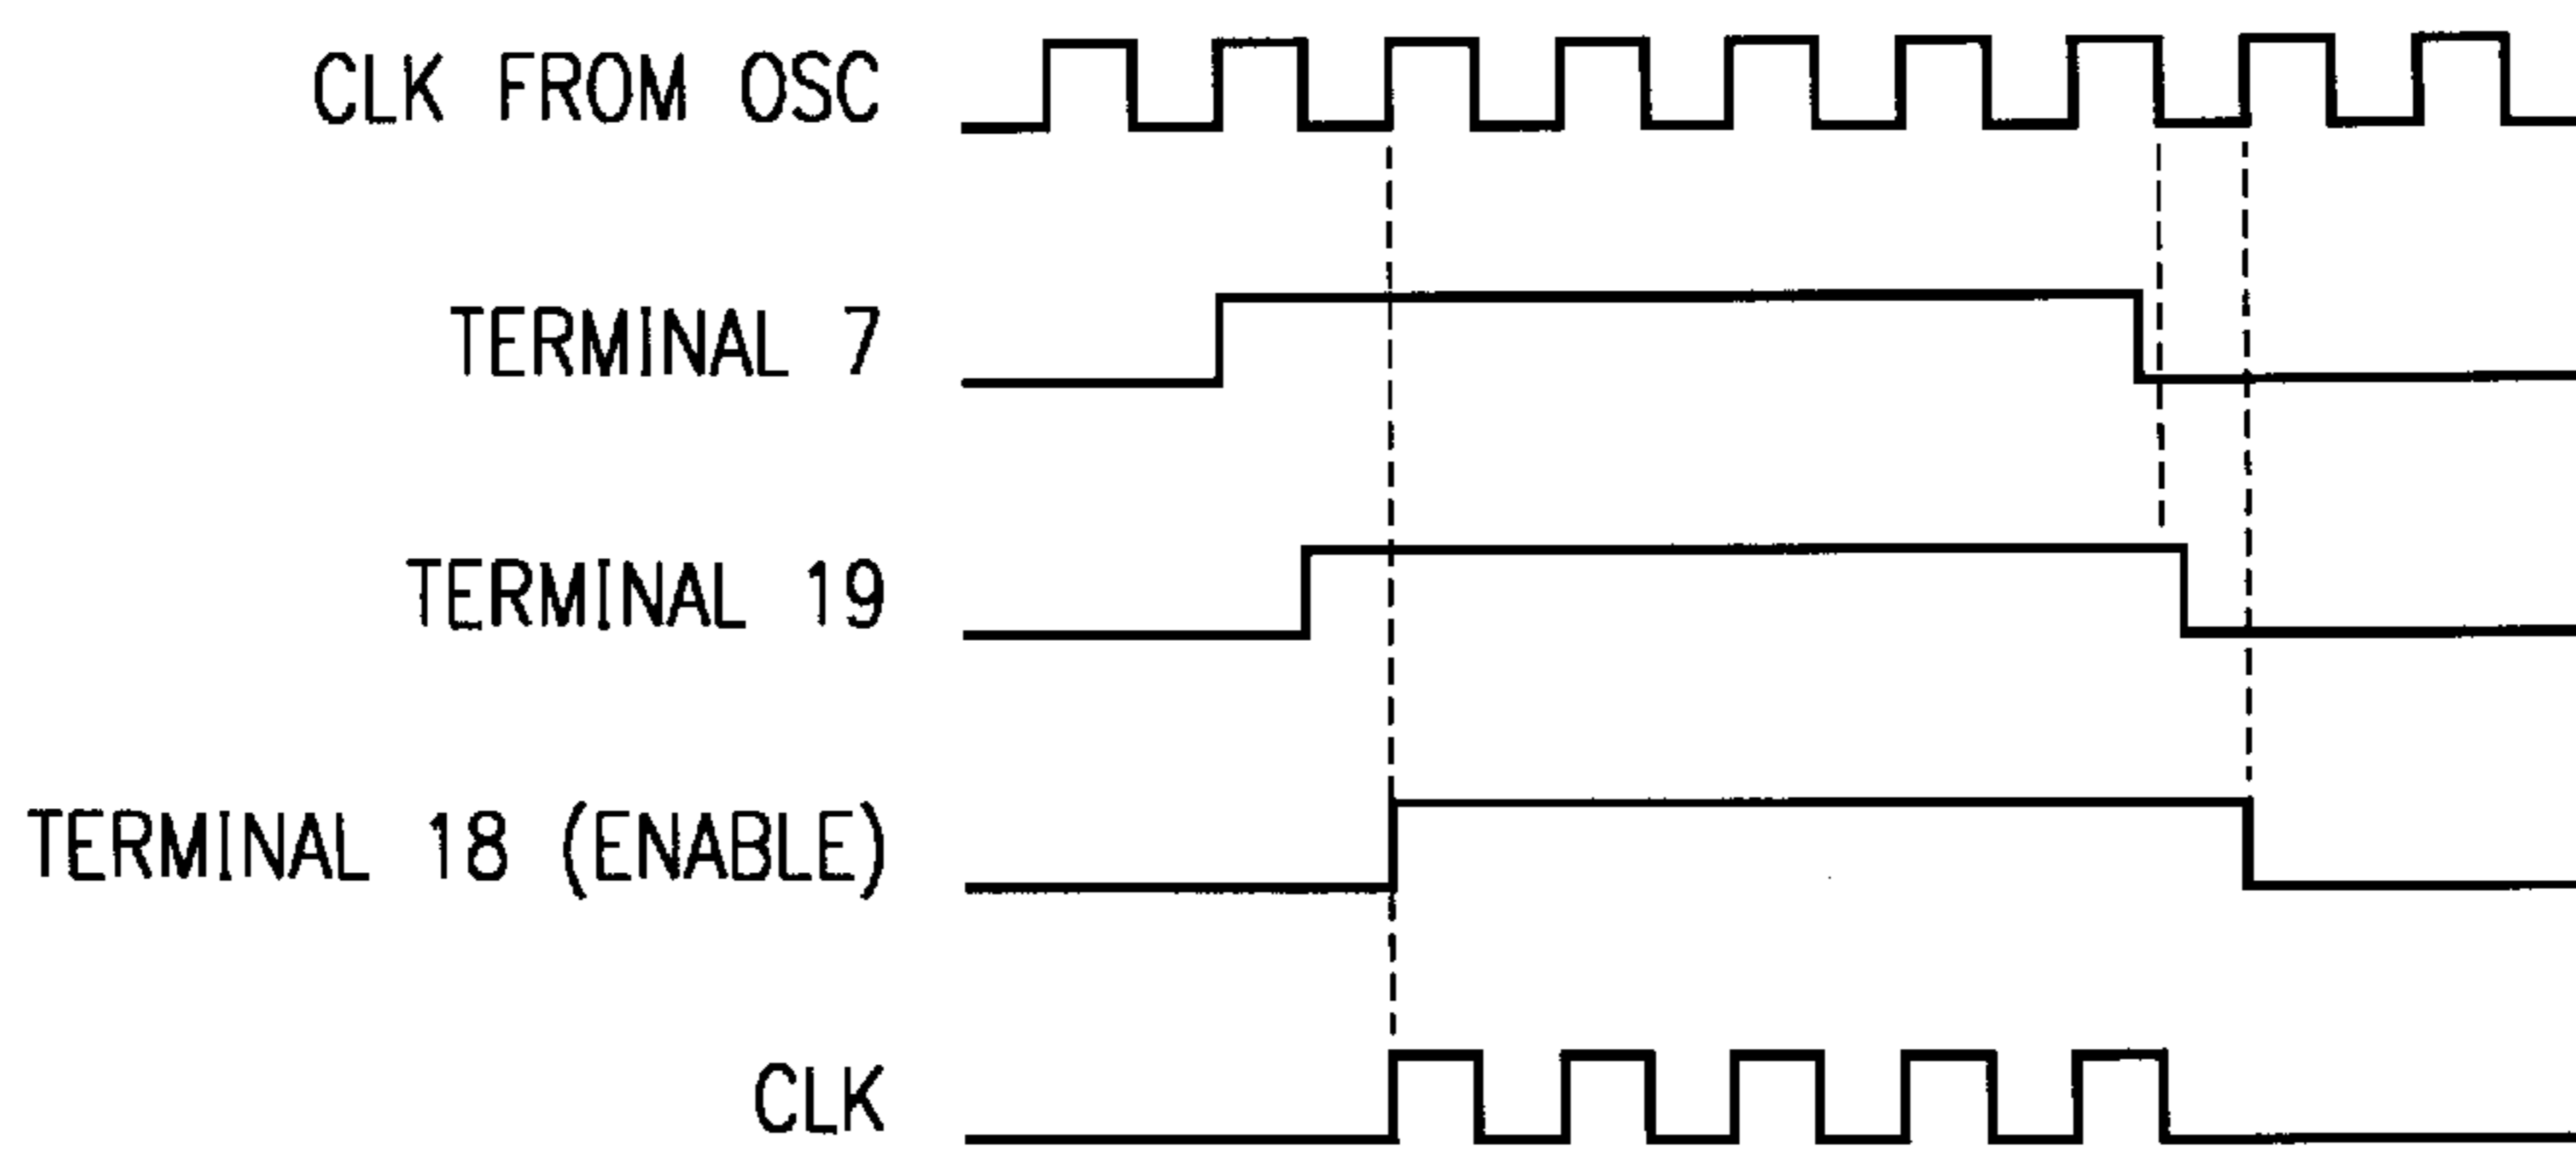 CLK FROM OSC
TERMINAL 7
TERMINAL 19
TERMINAL 18 (ENABLE)
CLK